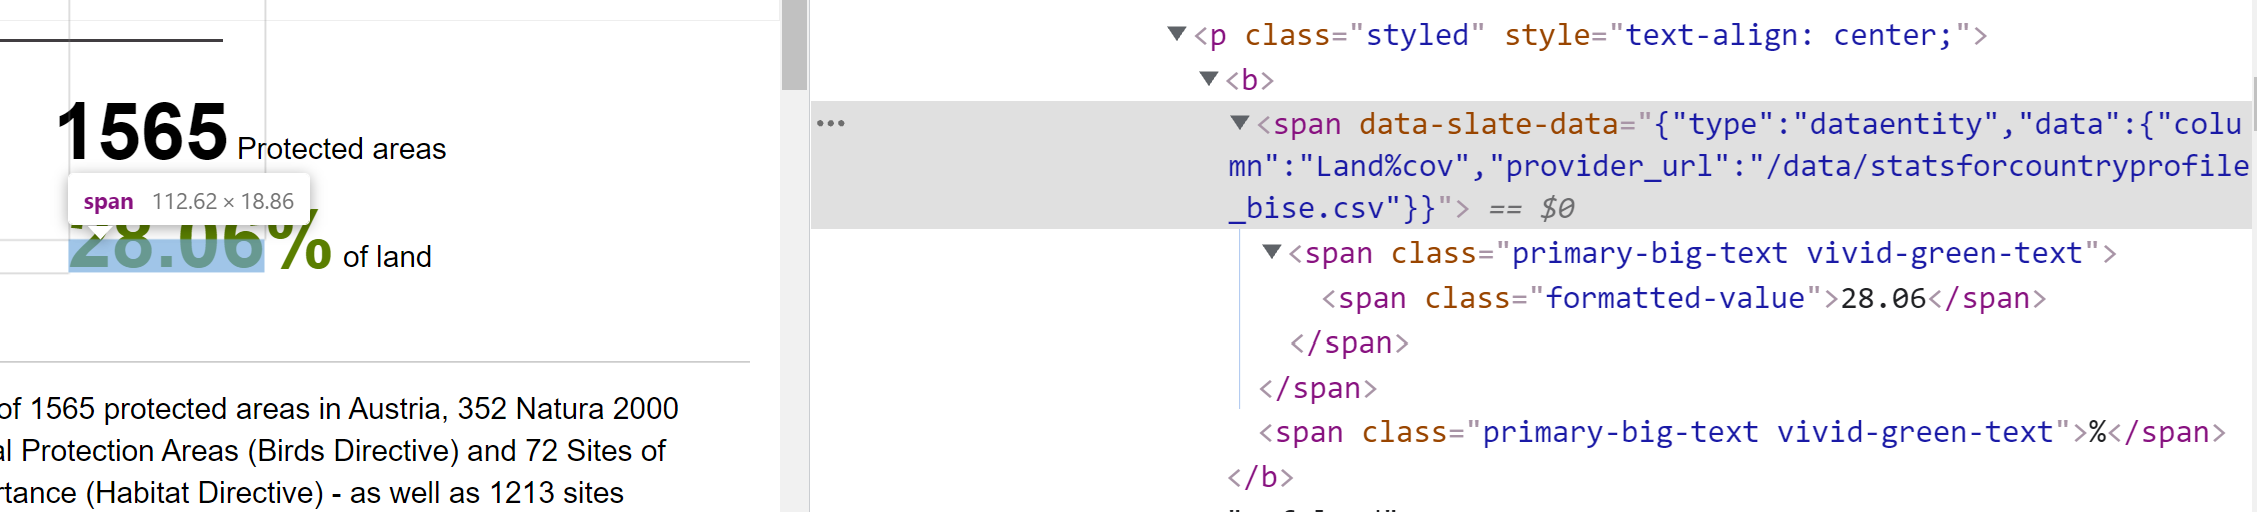 1565 Protected areas
span 112.62 × 18.86
28.06% of land
of 1565 protected areas in Austria, 352 Natura 2000
Protection Areas (Birds Directive) and 72 Sites of
(Habitat Directive) - as well as 1213 sites
<p class="styled" style="text-align: center;">
<b>
<span data-slate-data="{"type":"dataentity","data":{"colu
mn":"Land%cov","provider_url":"/data/statsforcountryprofile
_bise.csv"}}"> == $0
<span class="primary-big-text vivid-green-text">
<span class="formatted-value">28.06</span>
</span>
</span>
<span class="primary-big-text vivid-green-text">%</span>
</b>